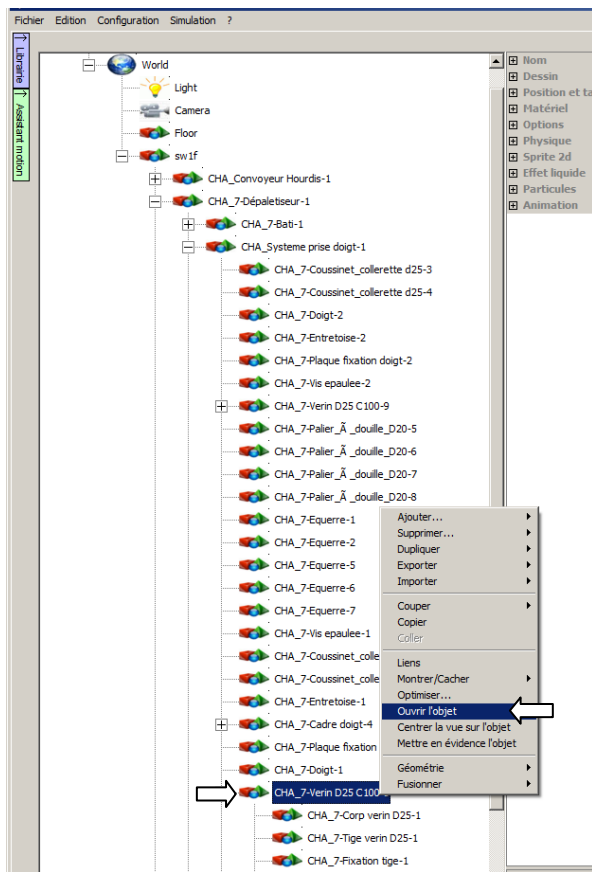 Fichier Edition Configuration Simulation ?
Librairie
Assistant motion
World
Light
Camera
Floor
sw1f
CHA_Convoyeur Hourdis-1
CHA_7-Dépaletiseur-1
CHA_7-Bati-1
CHA_Systeme prise doigt-1
CHA_7-Coussinet_collerette d25-3
CHA_7-Coussinet_collerette d25-4
CHA_7-Doigt-2
CHA_7-Entretoise-2
CHA_7-Plaque fixation doigt-2
CHA_7-Vis epaulee-2
CHA_7-Verin D25 C100-9
CHA_7-Palier_Ã _douille_D20-5
CHA_7-Palier_Ã _douille_D20-6
CHA_7-Palier_Ã _douille_D20-7
CHA_7-Palier_Ã _douille_D20-8
CHA_7-Equerre-1
CHA_7-Equerre-2
CHA_7-Equerre-5
CHA_7-Equerre-6
CHA_7-Equerre-7
CHA_7-Vis epaulee-1
CHA_7-Coussinet_colle
CHA_7-Coussinet_colle
CHA_7-Entretoise-1
CHA_7-Cadre doigt-4
CHA_7-Plaque fixation
CHA_7-Doigt-1
CHA_7-Verin D25 C100-
CHA_7-Corp verin D25-1
CHA_7-Tige verin D25-1
CHA_7-Fixation tige-1
Ajouter...
Supprimer...
Dupliquer
Exporter
Importer
Couper
Copier
Coller
Liens
Montrer/Cacher
Optimiser...
Ouvrir l'objet
Centrer la vue sur l'objet
Mettre en évidence l'objet
Géométrie
Fusionner
Nom
Dessin
Position et ta
Matériel
Options
Physique
Sprite 2d
Effet liquide
Particules
Animation